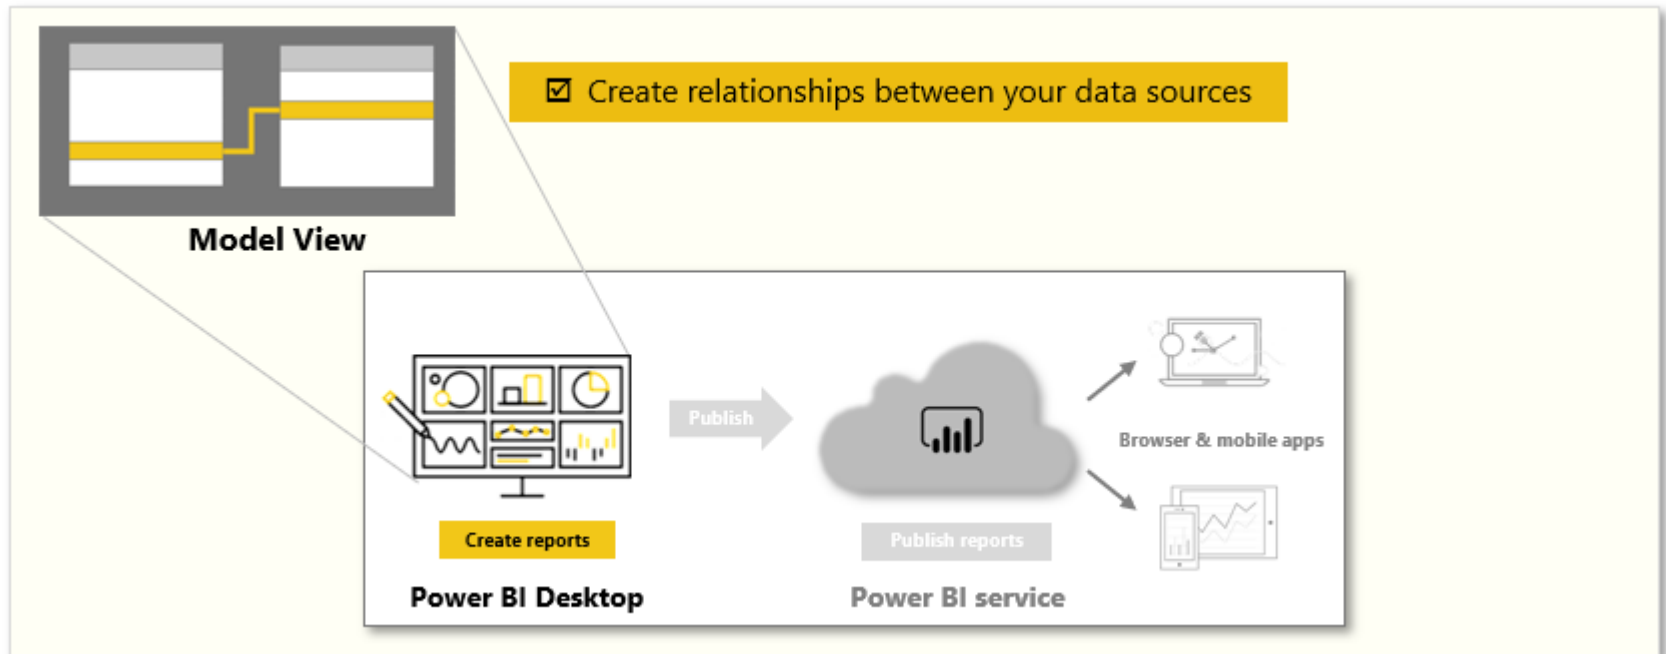 ☑ Create relationships between your data sources
Model View
Publish
Browser & mobile apps
Create reports
Publish reports
Power BI Desktop
Power BI service